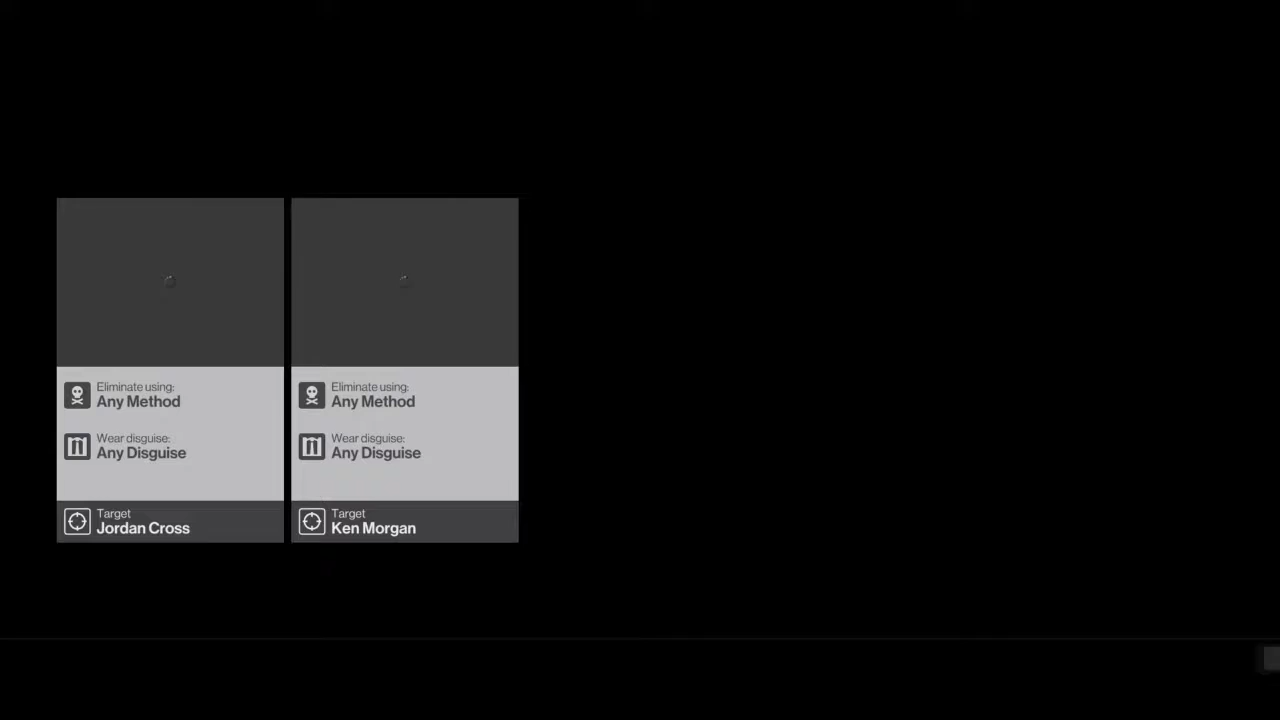 Eliminate using:
Any Method
Wear disguise:
Any Disguise
Target
Jordan Cross
Eliminate using:
Any Method
Wear disguise:
Any Disguise
Target
Ken Morgan